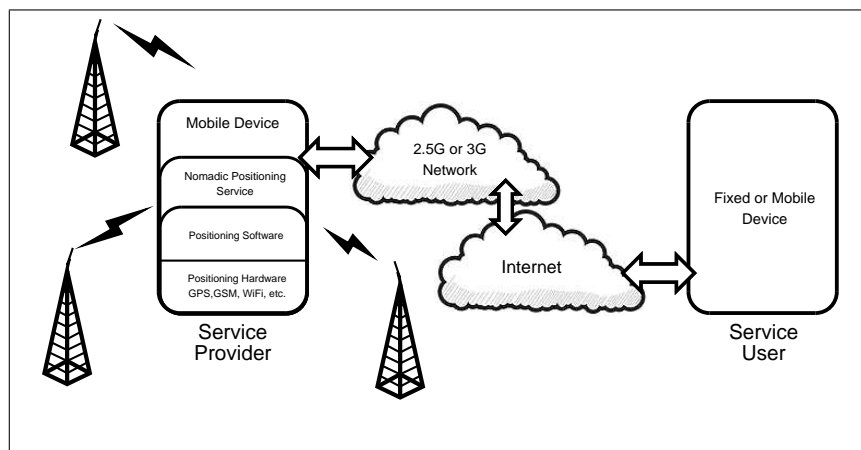 Mobile Device
Nomadic Positioning
Service
Positioning Software
Positioning Hardware
GPS,GSM, WiFi, etc.
Service
Provider
2.5G or 3G
Network
Internet
Fixed or Mobile
Device
Service
User